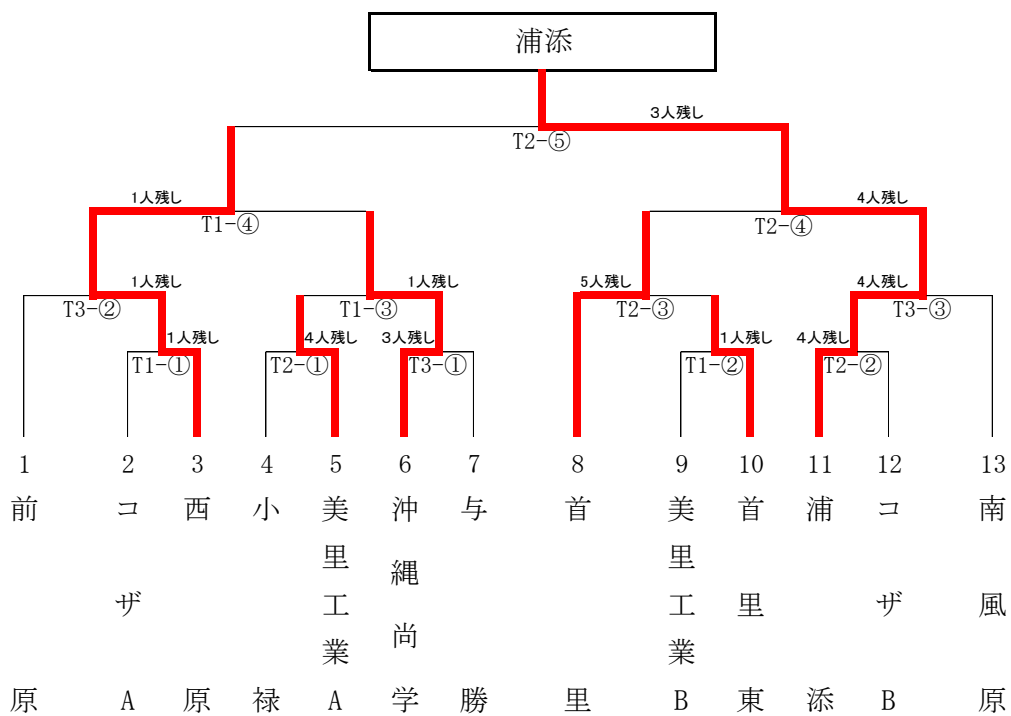 浦添
3人残し
T2-⑤
1人残し
4人残し
T1-④
T2-④
1人残し
1人残し
5人残し
4人残し
T3-②
T1-③
T2-③
T3-③
1人残し
4人残し
3人残し
1人残し
4人残し
T1-①
T2-①
T3-①
T1-②
T2-②
1
2
3
4
5
6
7
8
9
10
11
12
13
前原
コザA
西原
小禄
美里工業A
沖縄尚学
与勝
首里
美里工業B
首里東
浦添
コザB
南風原